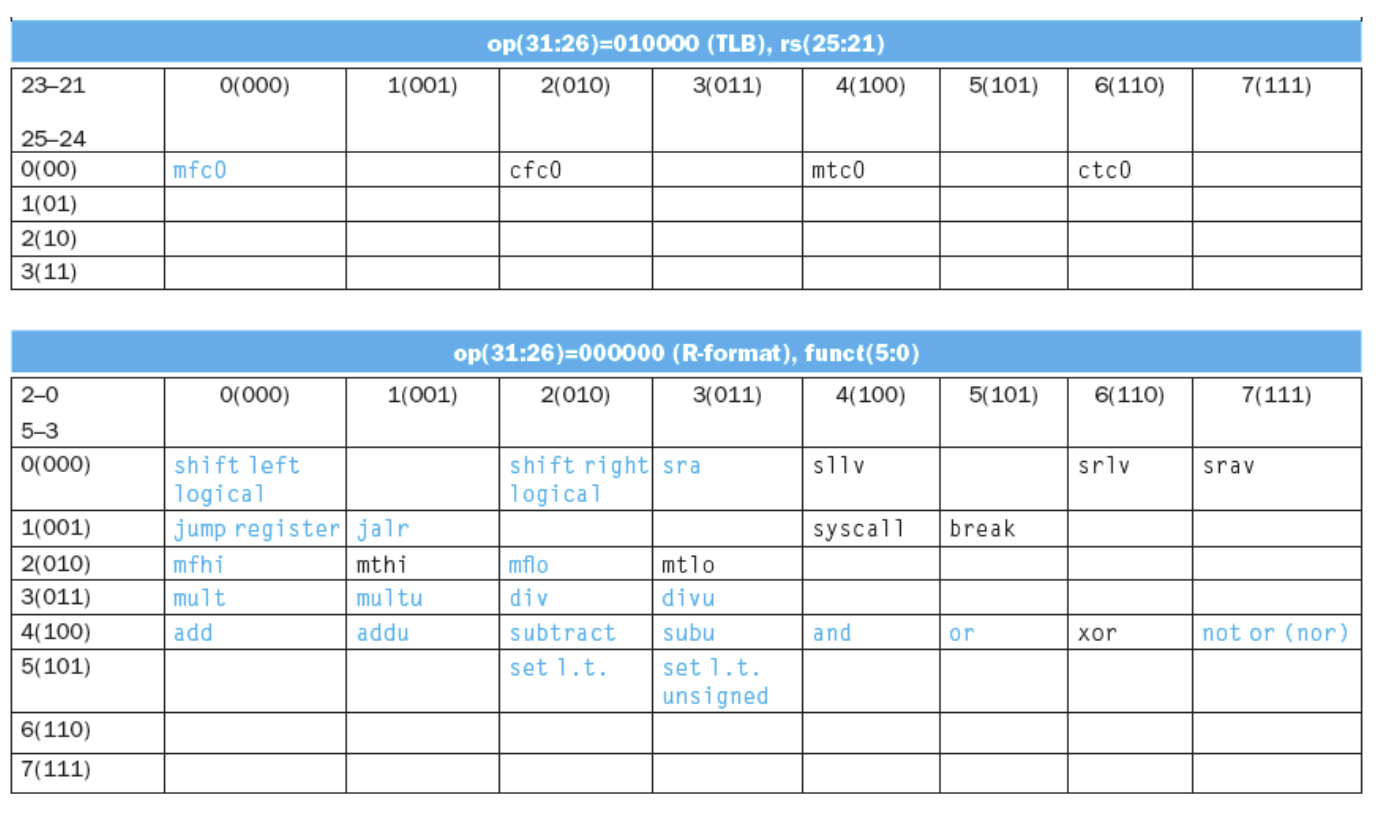 op(31:26)=010000 (TLB), rs(25:21)
23–21 0(000) 1(001) 2(010) 3(011) 4(100) 5(101) 6(110) 7(111)
25–24
0(00) mfc0 cfc0 mtc0 ctc0
1(01)
2(10)
3(11)
op(31:26)=000000 (R-format), funct(5:0)
2–0 0(000) 1(001) 2(010) 3(011) 4(100) 5(101) 6(110) 7(111)
5–3
0(000) shift left shift right sra sllv srlv srav
logical logical
1(001) jump register jalr syscall break
2(010) mfhi mthi mflo mtlo
3(011) mult multu div divu
4(100) add addu subtract subu and or xor not or (nor)
5(101) set l.t. set l.t.
unsigned
6(110)
7(111)